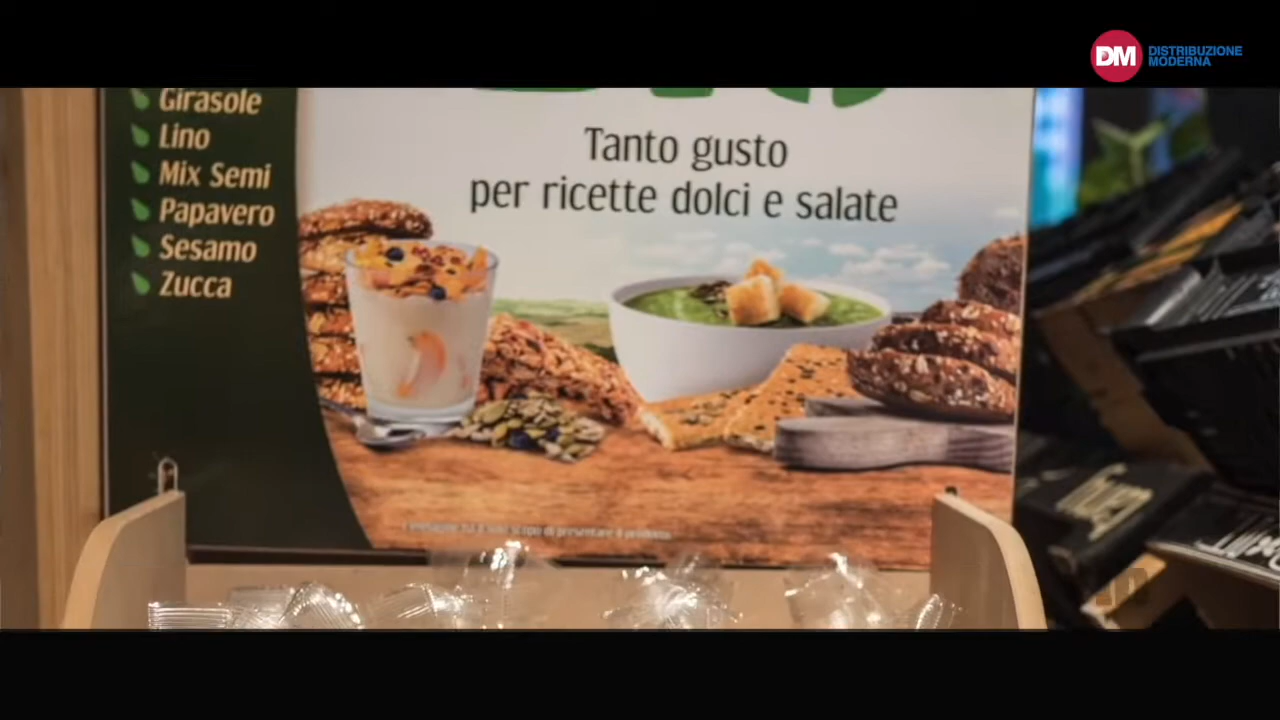 DM DISTRIBUZIONE
MODERNA
Girasole
Lino
Mix Semi
Papavero
Sesamo
Zucca
Tanto gusto
per ricette dolci e salate